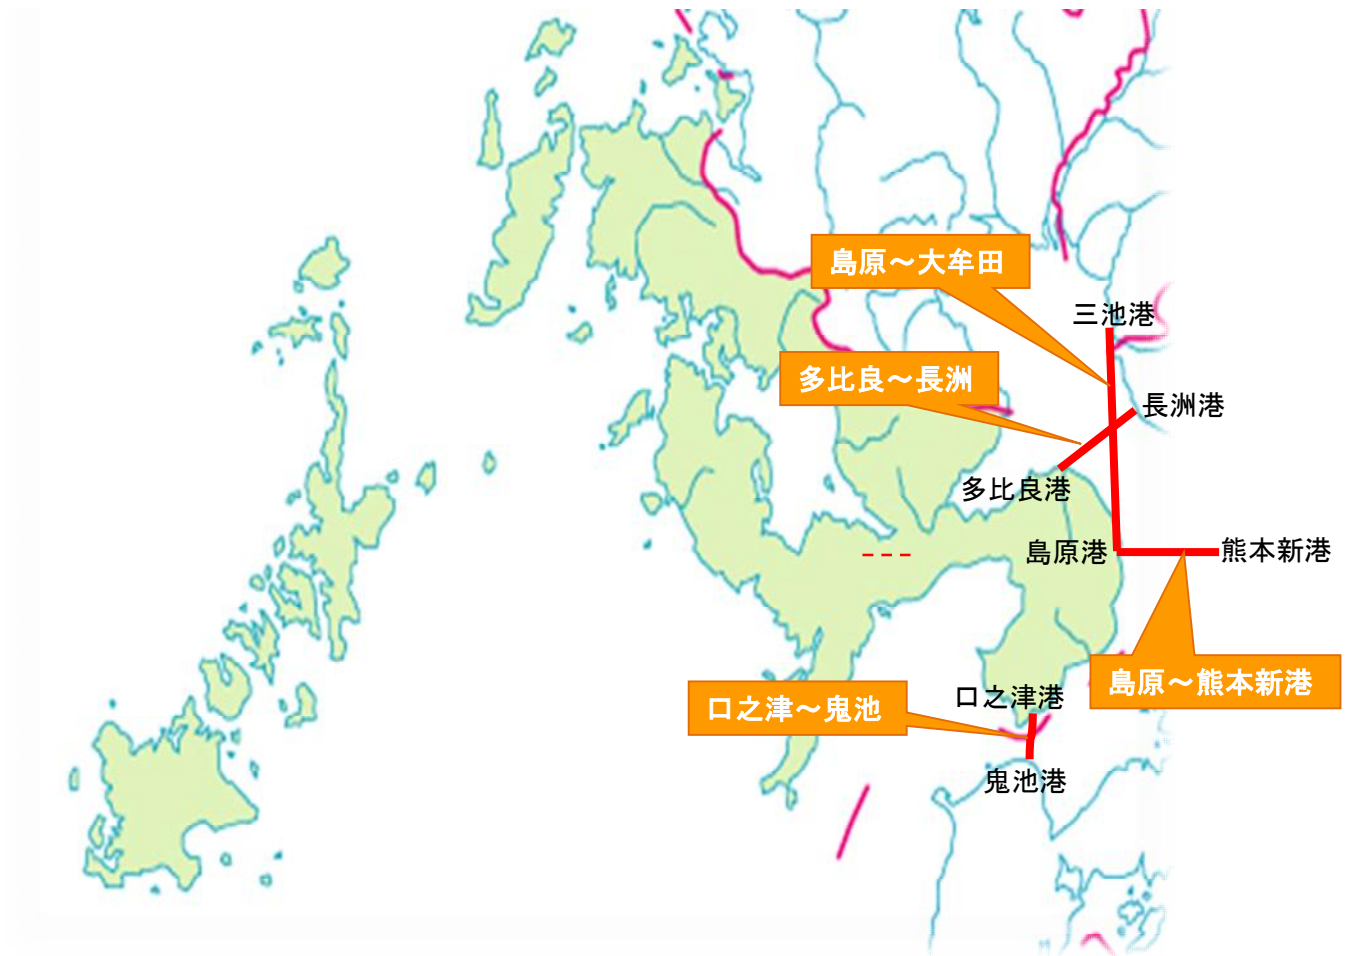 島原～大牟田
三池港
多比良～長洲
長洲港
多比良港
島原港
熊本新港
島原～熊本新港
口之津港
口之津～鬼池
鬼池港